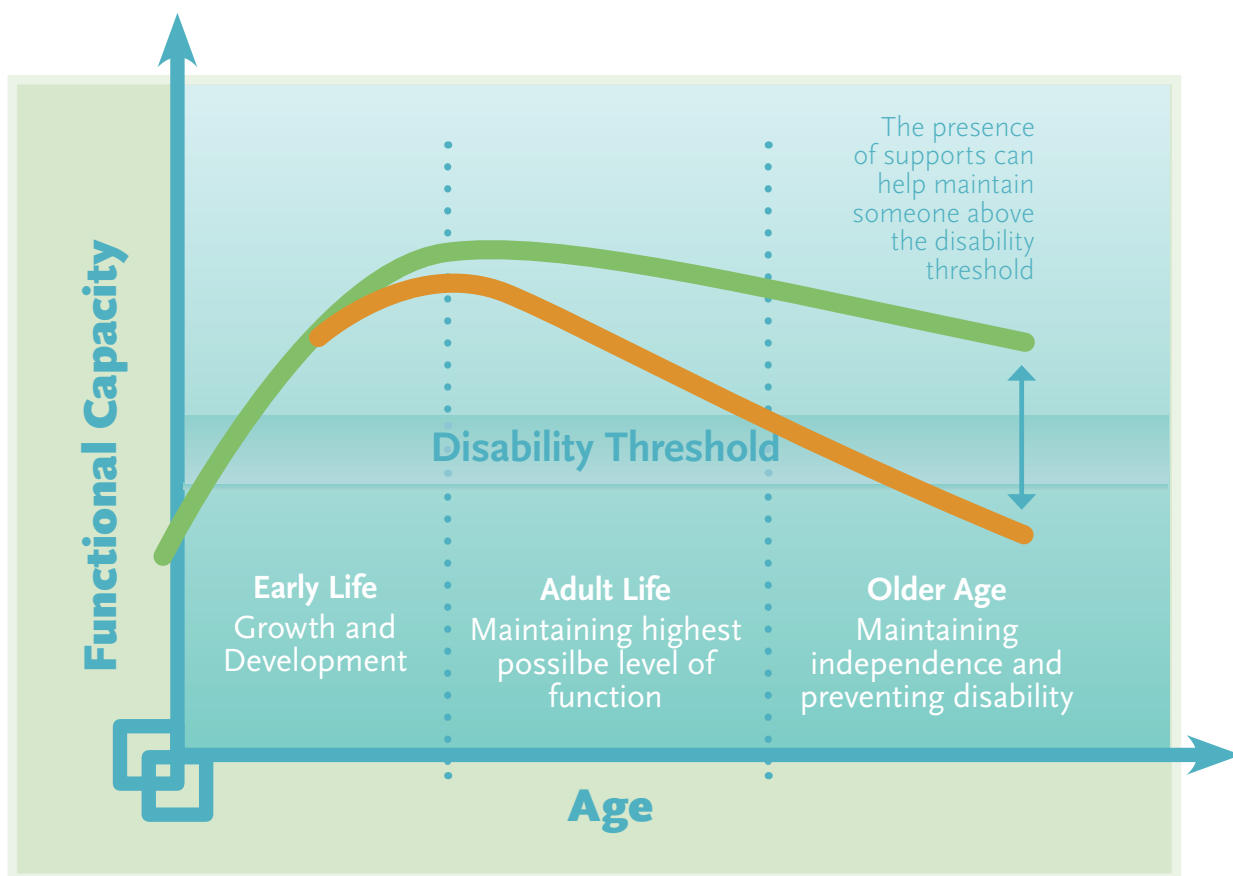 The presence
of supports can
help maintain
someone above
the disability
threshold
Functional Capacity
Disability Threshold
Early Life
Growth and
Development
Adult Life
Maintaining highest
possilbe level of
function
Older Age
Maintaining
independence and
preventing disability
Age